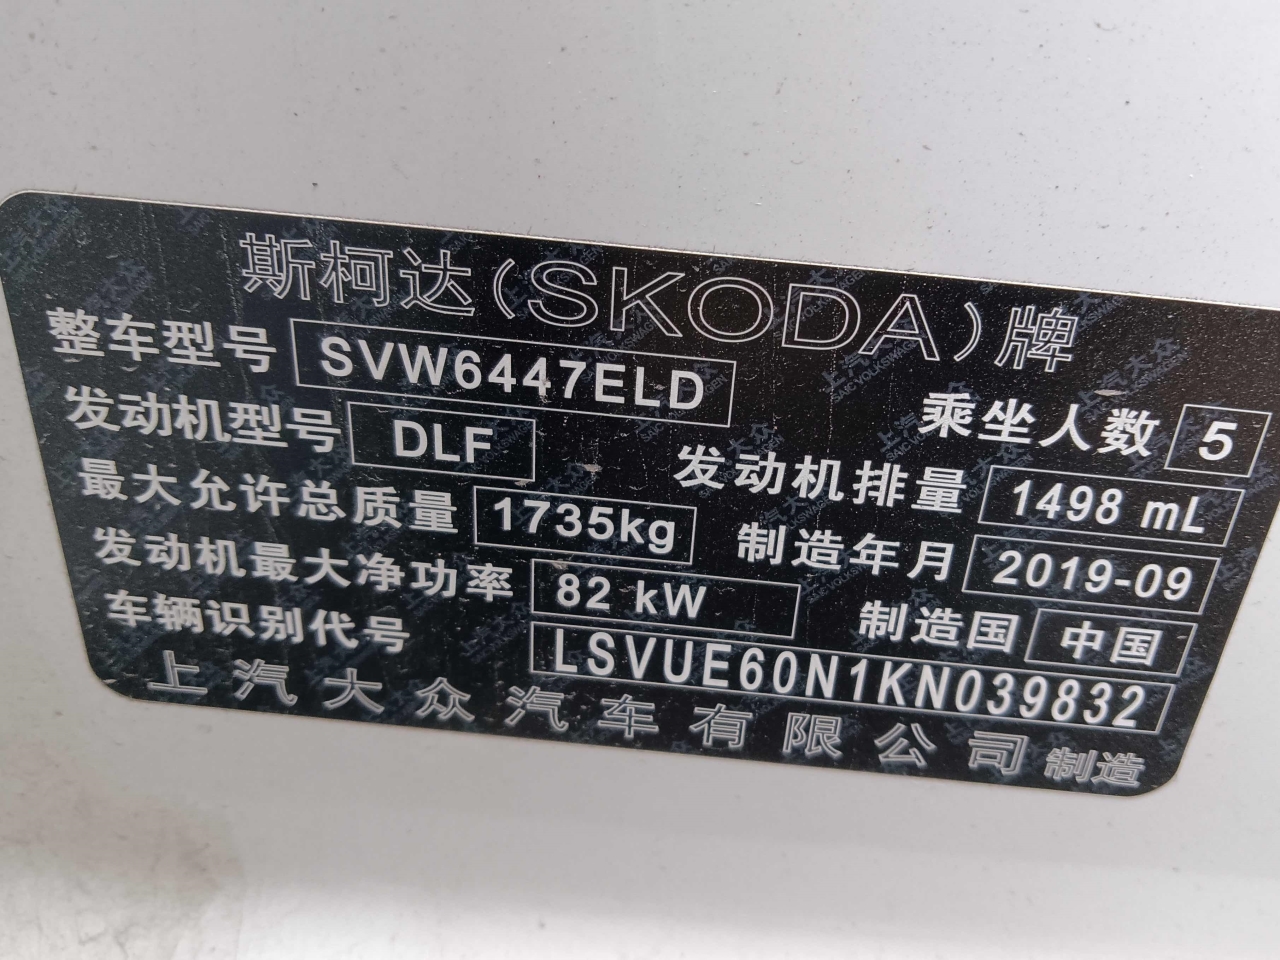 斯柯达(SKODA)牌
整车型号 SVW6447ELD 乘坐人数 5
发动机型号 DLF 发动机排量 1498 mL
最大允许总质量 1735kg 制造年月 2019-09
发动机最大净功率 82 kW 制造国 中国
车辆识别代号 LSVUE60N1KN039832
上汽大众汽车有限公司 制造